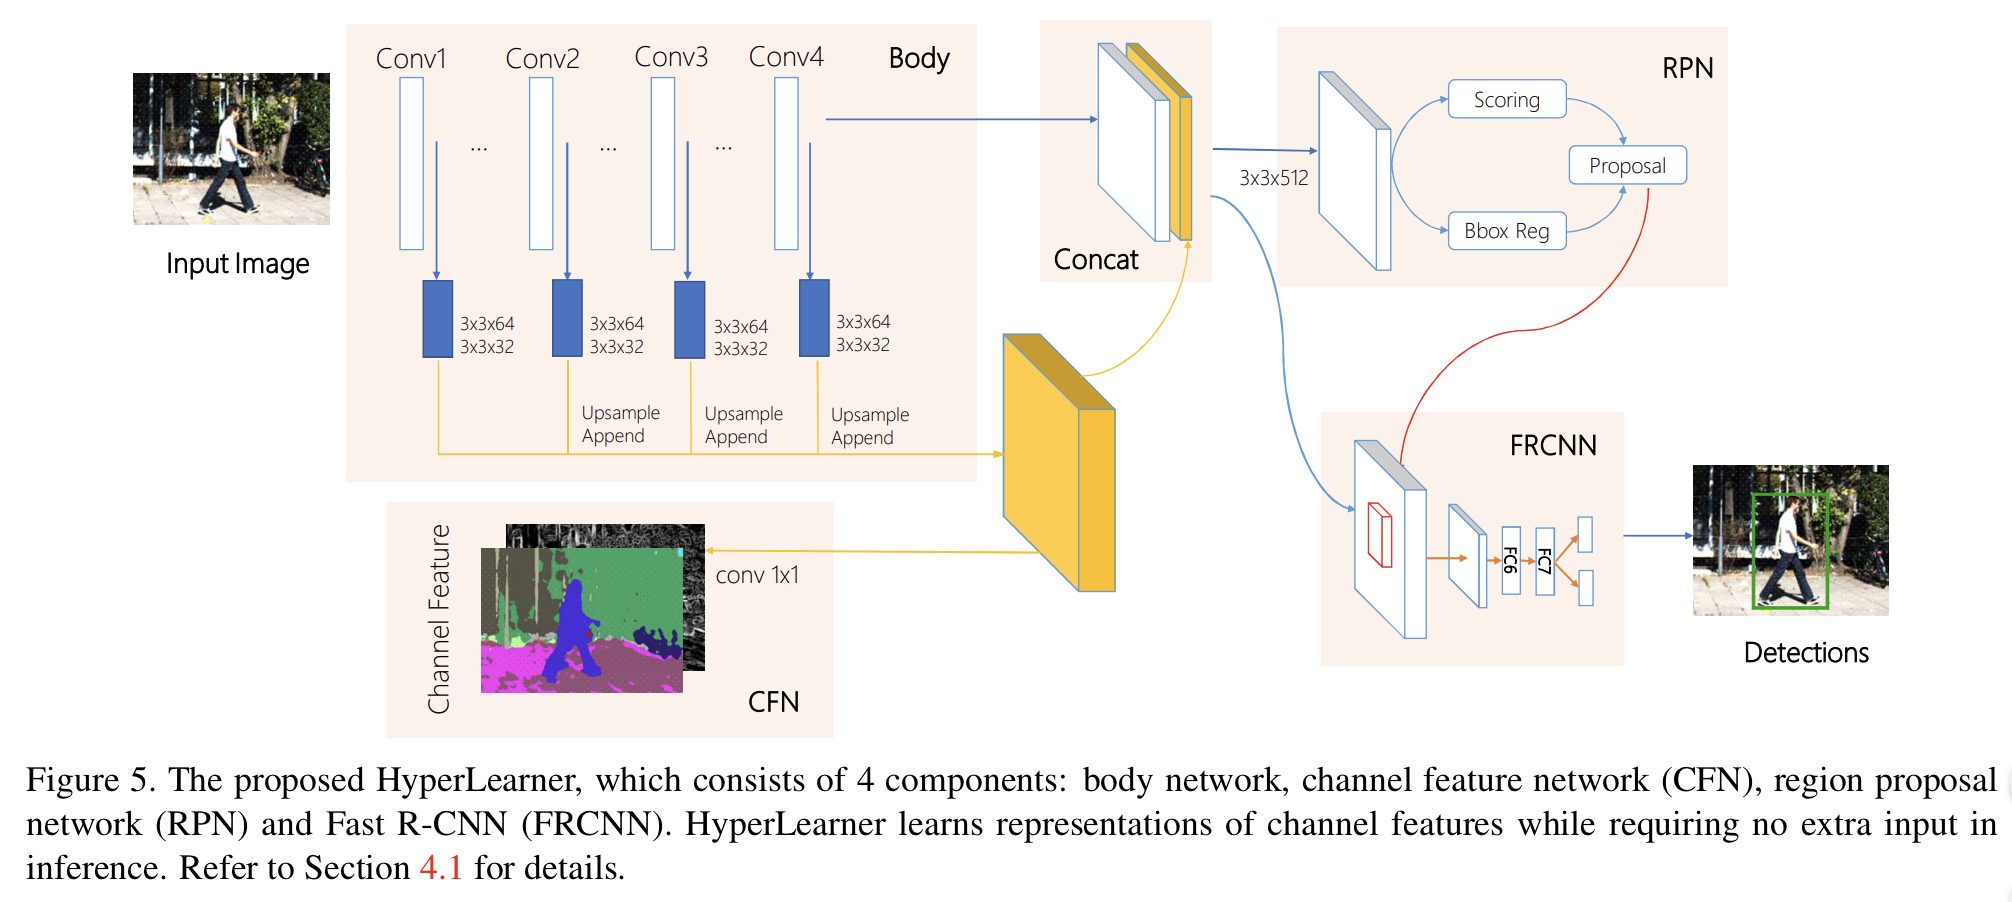 Input Image
Conv1
Conv2
Conv3
Conv4
Body
...
...
...
3x3x64
3x3x32
3x3x64
3x3x32
3x3x64
3x3x32
3x3x64
3x3x32
Upsample
Append
Upsample
Append
Upsample
Append
Concat
3x3x512
RPN
Scoring
Proposal
Bbox Reg
Channel Feature
conv 1x1
CFN
FRCNN
FC6
FC7
Detections
Figure 5. The proposed HyperLearner, which consists of 4 components: body network, channel feature network (CFN), region proposal
network (RPN) and Fast R-CNN (FRCNN). HyperLearner learns representations of channel features while requiring no extra input in
inference. Refer to Section 4.1 for details.